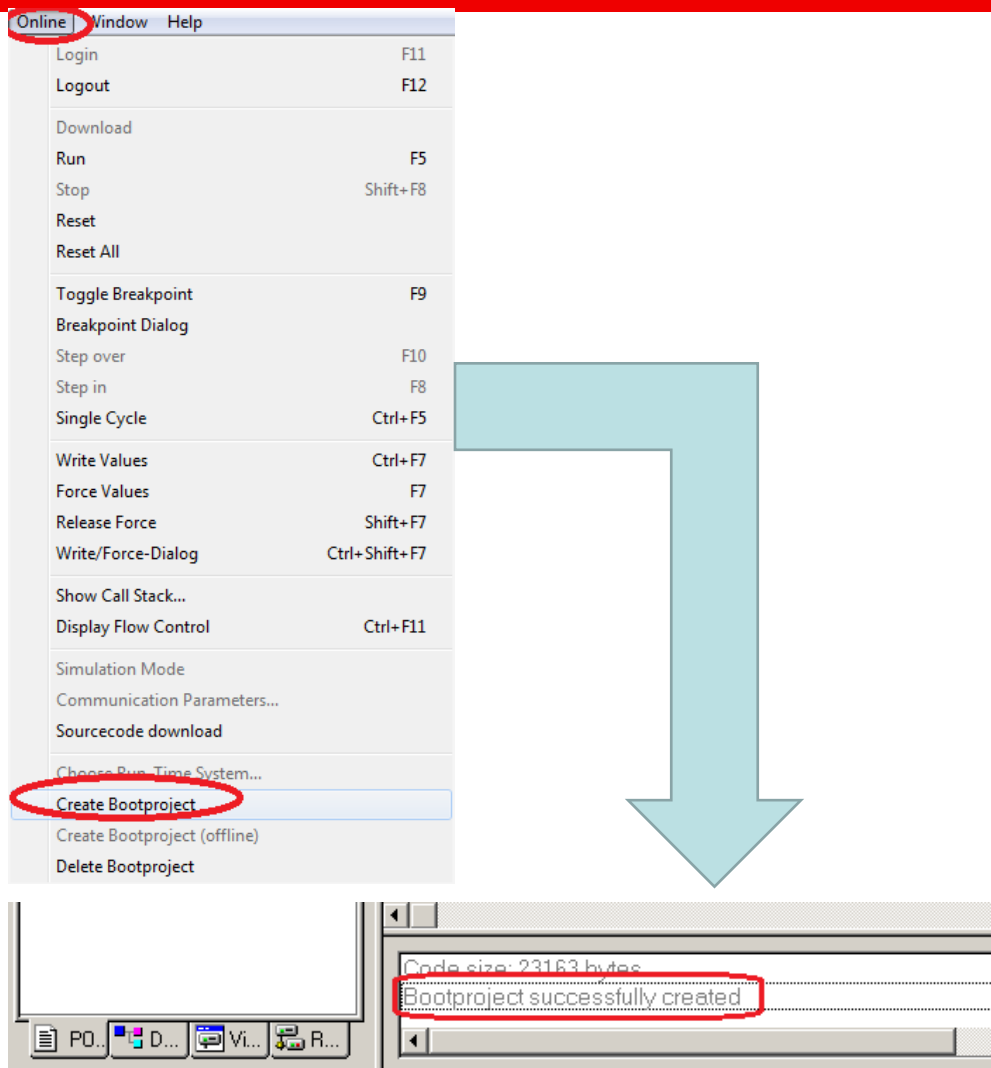 Online Window Help
Login F11
Logout F12
Download
Run F5
Stop Shift+F8
Reset
Reset All
Toggle Breakpoint F9
Breakpoint Dialog
Step over F10
Step in F8
Single Cycle Ctrl+F5
Write Values Ctrl+F7
Force Values F7
Release Force Shift+F7
Write/Force-Dialog Ctrl+Shift+F7
Show Call Stack...
Display Flow Control Ctrl+F11
Simulation Mode
Communication Parameters...
Sourcecode download
Choose Run-Time System...
Create Bootproject
Create Bootproject (offline)
Delete Bootproject
Code size: 23163 bytes
Bootproject successfully created
PO.. D... Vi... R...